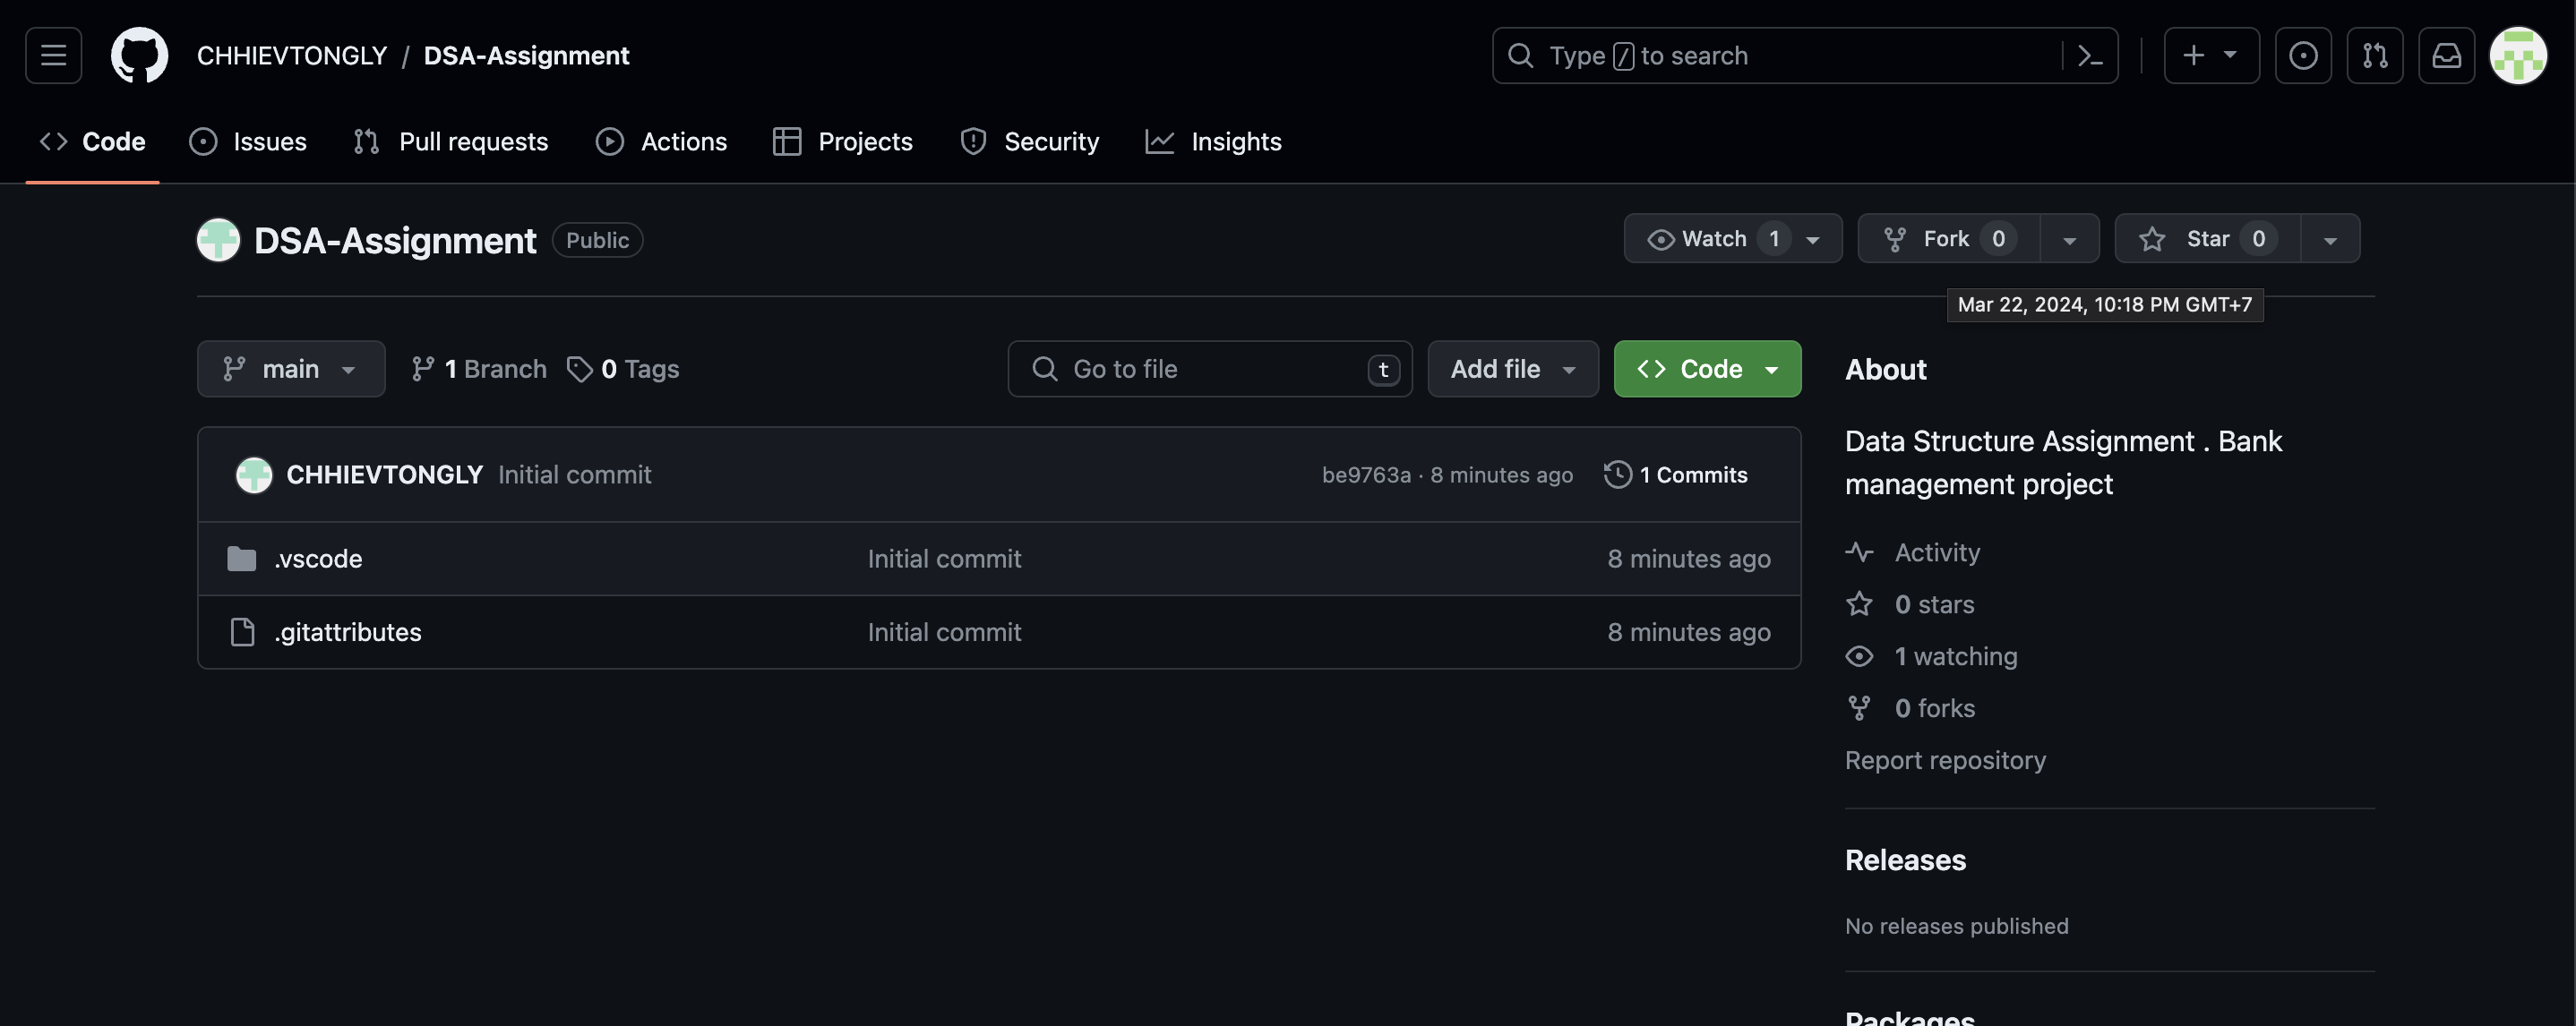 CHHIEVTONGLY / DSA-Assignment
Type / to search
Code Issues Pull requests Actions Projects Security Insights
DSA-Assignment Public
Watch 1 Fork 0 Star 0
Mar 22, 2024, 10:18 PM GMT+7
main 1 Branch 0 Tags
Go to file t Add file Code
CHHIEVTONGLY Initial commit be9763a · 8 minutes ago 1 Commits
.vscode Initial commit 8 minutes ago
.gitattributes Initial commit 8 minutes ago
About
Data Structure Assignment . Bank
management project
Activity
0 stars
1 watching
0 forks
Report repository
Releases
No releases published
Packages